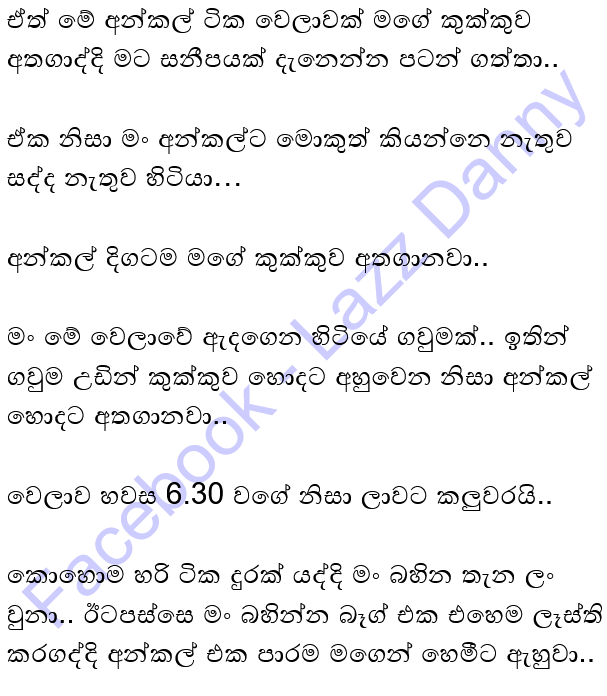 ඒත් මේ අන්කල් ටික වෙලාවක් මගේ කුක්කුව
අතගාද්දි මට සනීපයක් දැනෙන්න පටන් ගත්තා..
ඒක නිසා මං අන්කල්ට මොකුත් කියන්නෙ නැතුව
සද්ද නැතුව හිටියා...
අන්කල් දිගටම මගේ කුක්කුව අතගානවා..
මං මේ වෙලාවේ ඇදගෙන හිටියේ ගවුමක්.. ඉතින්
ගවුම උඩින් කුක්කුව හොදට අහුවෙන නිසා අන්කල්
හොදට අතගානවා..
වෙලාව හවස 6.30 වගේ නිසා ලාවට කලුවරයි..
කොහොම හරි ටික දුරක් යද්දි මං බහින තැන ලං
වුනා.. ඊටපස්සෙ මං බහින්න බෑග් එක එහෙම ලෑස්ති
කරගද්දි අන්කල් එක පාරම මගෙන් හෙමීට ඇහුවා..
Facebook - Lazz Danny